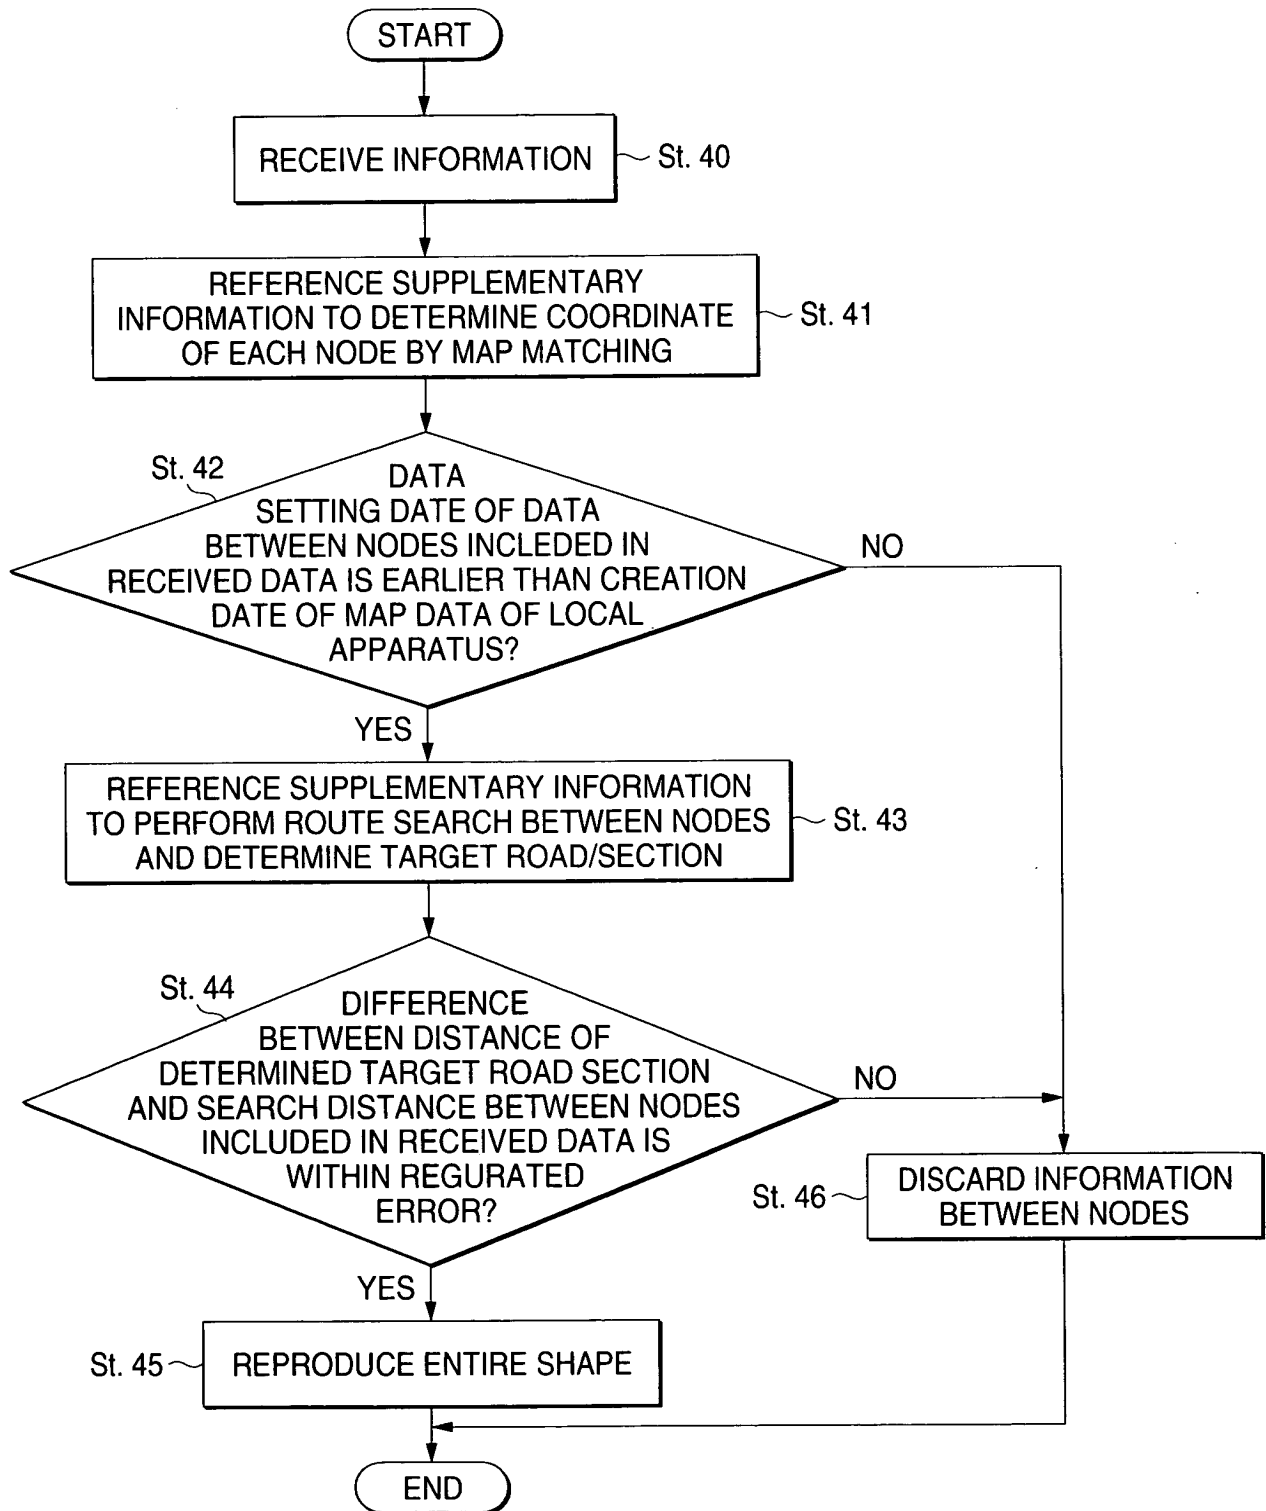 START
RECEIVE INFORMATION
St. 40
REFERENCE SUPPLEMENTARY
INFORMATION TO DETERMINE COORDINATE
OF EACH NODE BY MAP MATCHING
St. 41
St. 42
DATA
SETTING DATE OF DATA
BETWEEN NODES INCLEDED IN
RECEIVED DATA IS EARLIER THAN CREATION
DATE OF MAP DATA OF LOCAL
APPARATUS?
NO
YES
REFERENCE SUPPLEMENTARY INFORMATION
TO PERFORM ROUTE SEARCH BETWEEN NODES
AND DETERMINE TARGET ROAD/SECTION
St. 43
St. 44
DIFFERENCE
BETWEEN DISTANCE OF
DETERMINED TARGET ROAD SECTION
AND SEARCH DISTANCE BETWEEN NODES
INCLUDED IN RECEIVED DATA IS
WITHIN REGURATED
ERROR?
NO
St. 46
DISCARD INFORMATION
BETWEEN NODES
YES
St. 45
REPRODUCE ENTIRE SHAPE
END